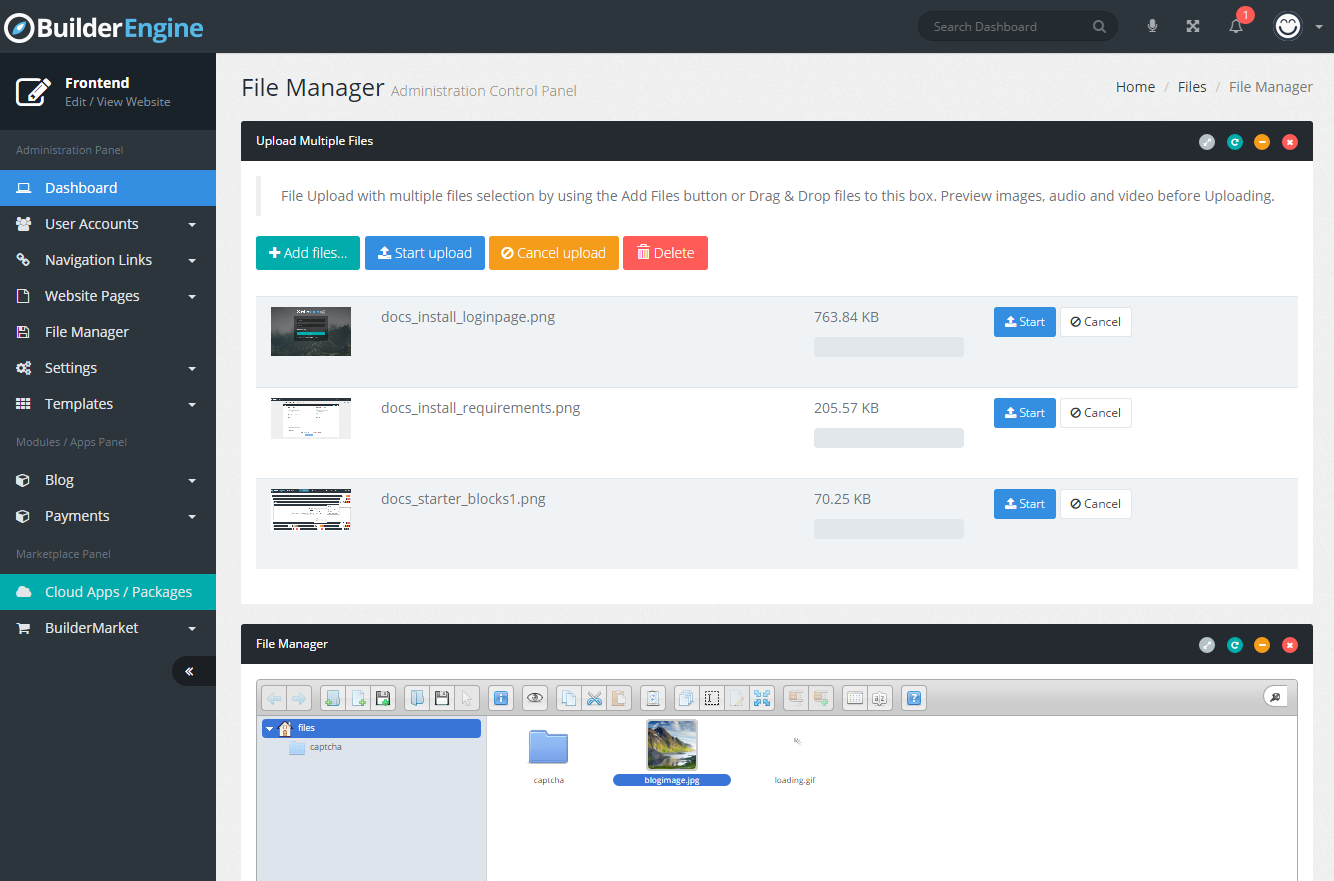 BuilderEngine
Search Dashboard
1
Frontend
Edit / View Website
Administration Panel
Dashboard
User Accounts
Navigation Links
Website Pages
File Manager
Settings
Templates
Modules / Apps Panel
Blog
Payments
Marketplace Panel
Cloud Apps / Packages
BuilderMarket
File Manager Administration Control Panel
Home / Files / File Manager
Upload Multiple Files
File Upload with multiple files selection by using the Add Files button or Drag & Drop files to this box. Preview images, audio and video before Uploading.
Add files... Start upload Cancel upload Delete
docs_install_loginpage.png 763.84 KB Start Cancel
docs_install_requirements.png 205.57 KB Start Cancel
docs_starter_blocks1.png 70.25 KB Start Cancel
File Manager
files
captcha
captcha blogimage.jpg loading.gif